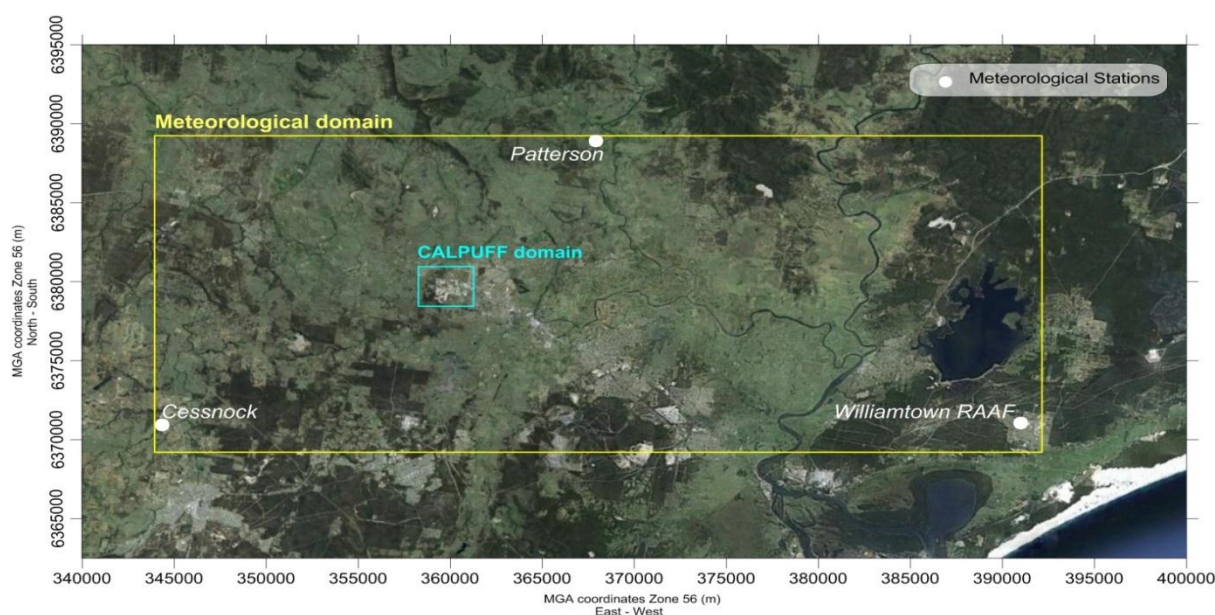 6395000
Meteorological Stations
6390000
Meteorological domain
Patterson
6385000
CALPUFF domain
6380000
6375000
Cessnock
Williamtown RAAF
6370000
6365000
MGA coordinates Zone 56 (m)
North - South
340000 345000 350000 355000 360000 365000 370000 375000 380000 385000 390000 395000 400000
MGA coordinates Zone 56 (m)
East - West